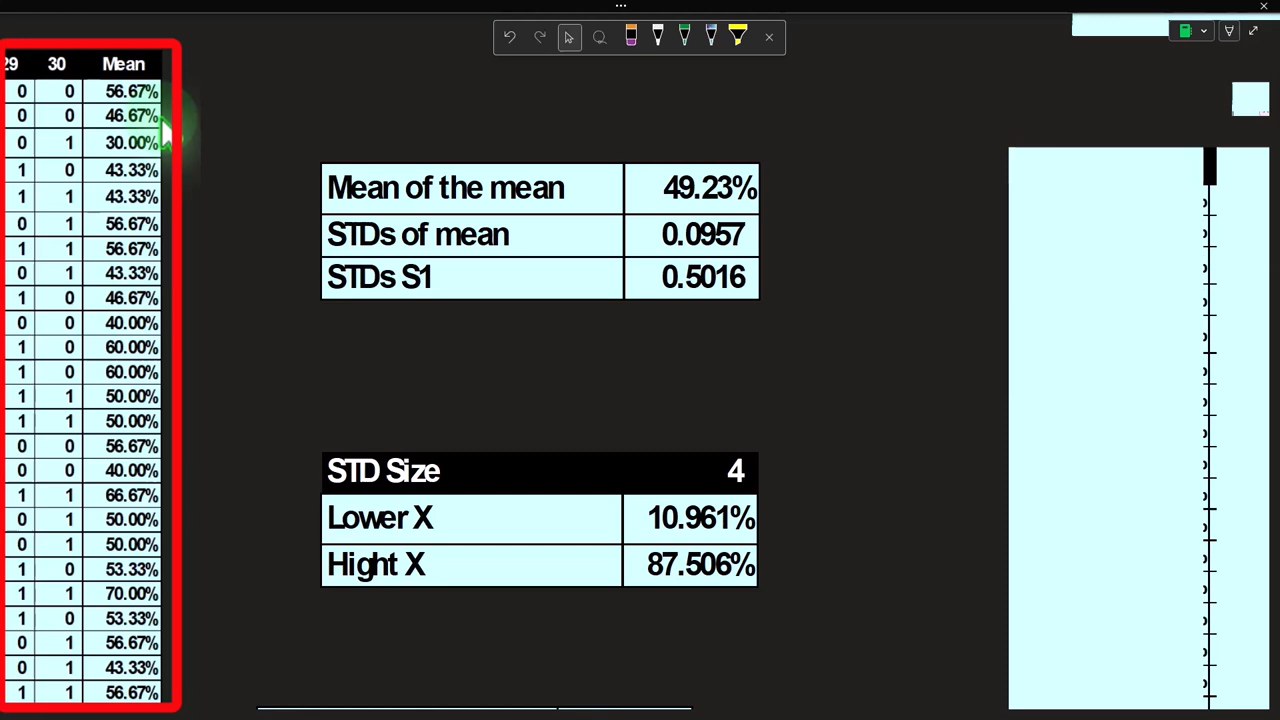 29 30 Mean
0 0 56.67%
0 0 46.67%
0 1 30.00%
1 0 43.33%
1 1 43.33%
0 1 56.67%
1 1 56.67%
0 1 43.33%
1 0 46.67%
0 0 40.00%
1 0 60.00%
1 0 60.00%
1 1 50.00%
1 1 50.00%
0 0 56.67%
0 0 40.00%
1 1 66.67%
0 1 50.00%
0 1 50.00%
1 0 53.33%
1 1 70.00%
1 0 53.33%
0 1 56.67%
0 1 43.33%
1 1 56.67%
Mean of the mean 49.23%
STDs of mean 0.0957
STDs S1 0.5016
STD Size 4
Lower X 10.961%
Hight X 87.506%